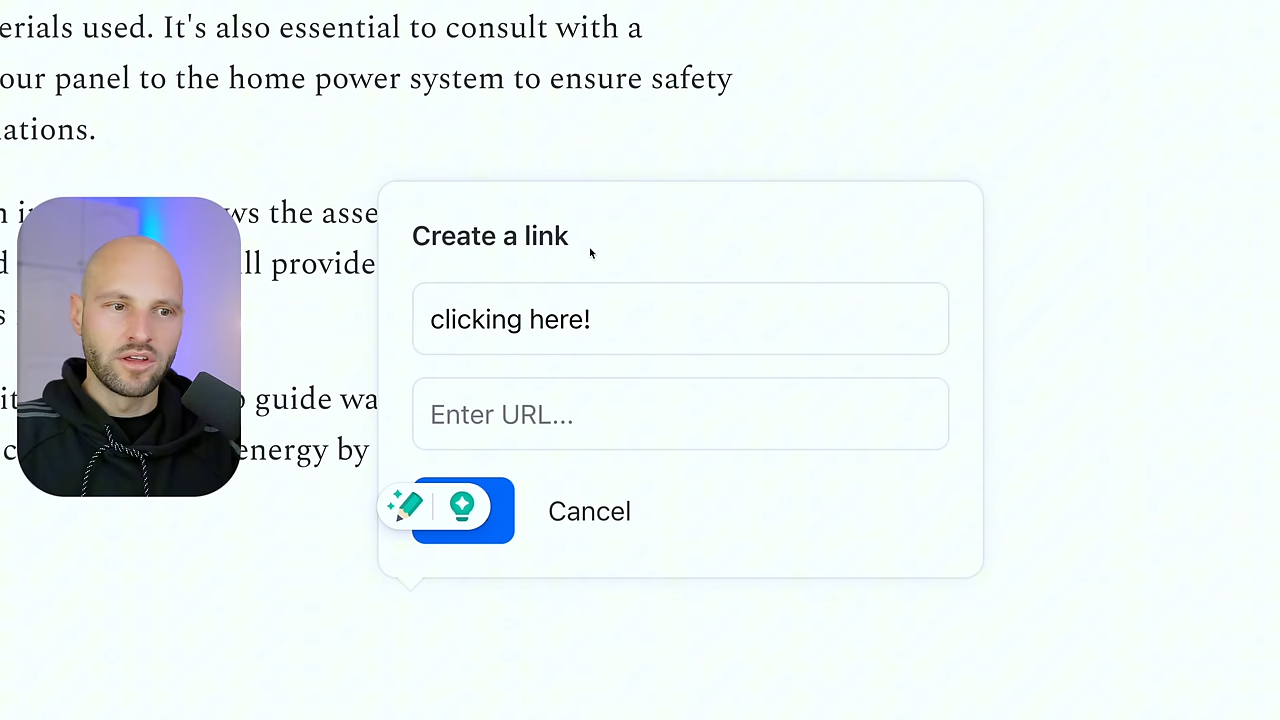 erials used. It's also essential to consult with a
our panel to the home power system to ensure safety
ations.
ws the asse
ll provide
s
guide wa
energy by
Create a link
clicking here!
Enter URL...
Cancel